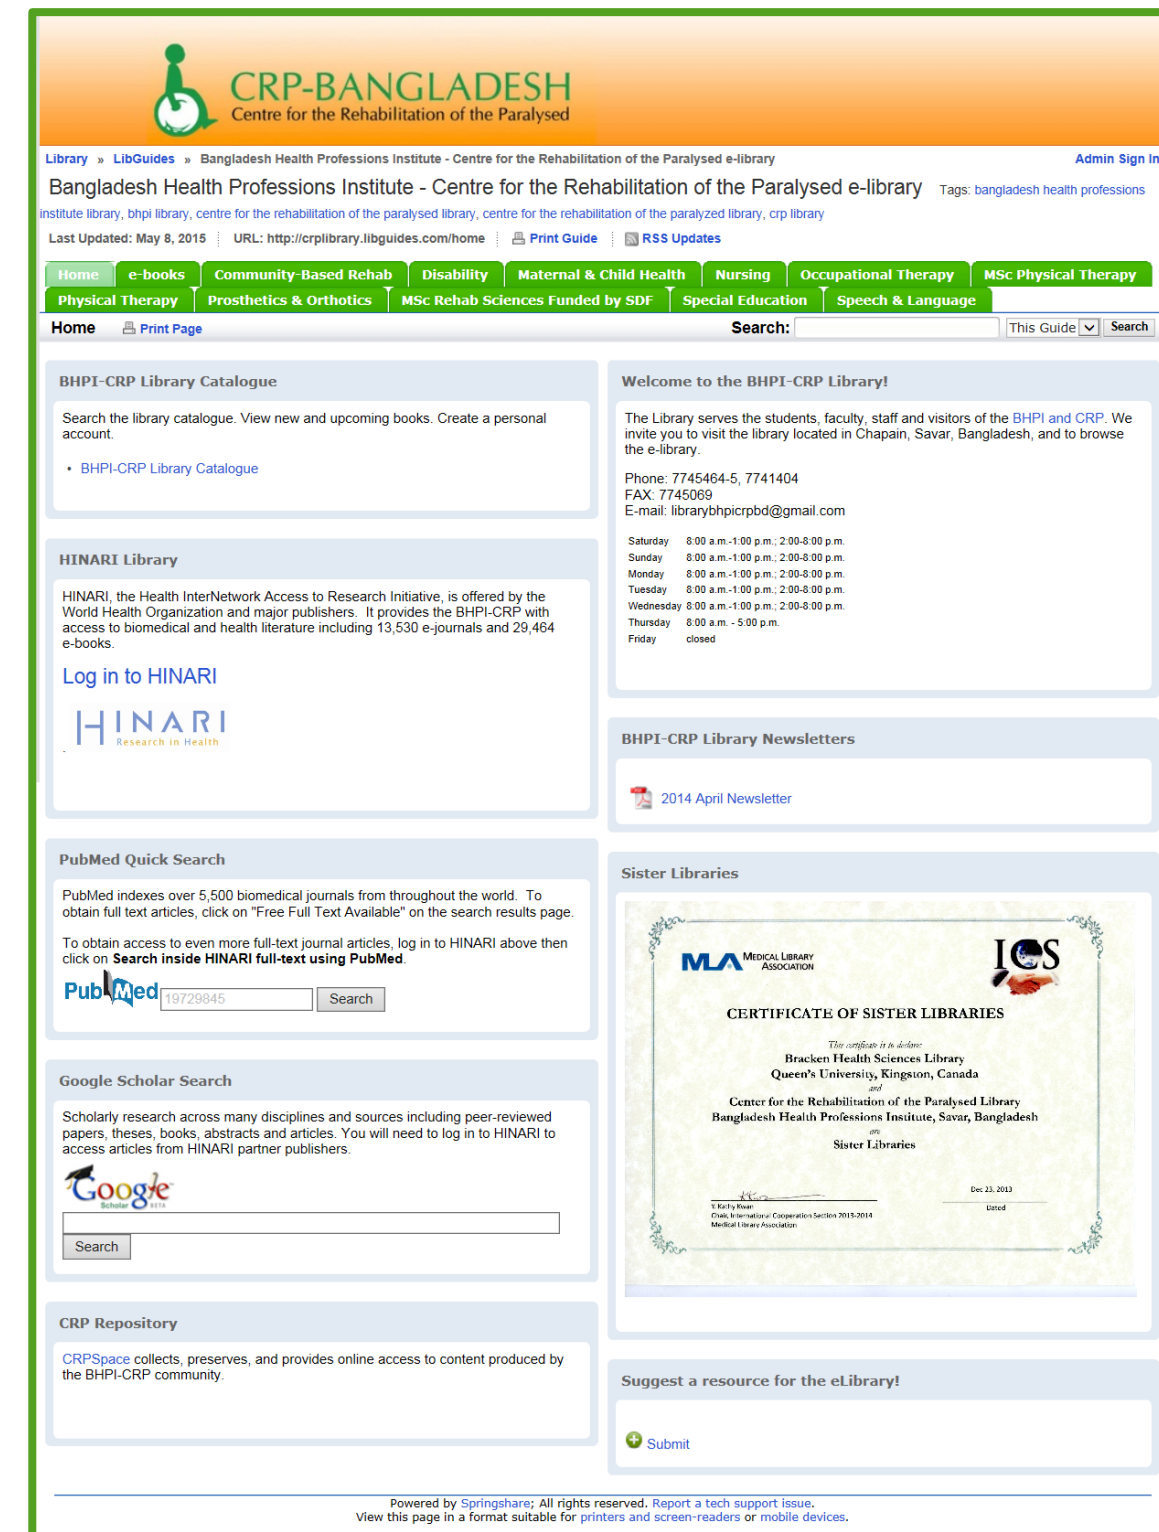 CRP-BANGLADESH
Centre for the Rehabilitation of the Paralysed
Library » LibGuides » Bangladesh Health Professions Institute - Centre for the Rehabilitation of the Paralysed e-library
Admin Sign In
Bangladesh Health Professions Institute - Centre for the Rehabilitation of the Paralysed e-library Tags: bangladesh health professions
institute library, bhpi library, centre for the rehabilitation of the paralysed library, centre for the rehabilitation of the paralyzed library, crp library
Last Updated: May 8, 2015 URL: http://crplibrary.libguides.com/home Print Guide RSS Updates
Home e-books Community-Based Rehab Disability Maternal & Child Health Nursing Occupational Therapy MSc Physical Therapy
Physical Therapy Prosthetics & Orthotics MSc Rehab Sciences Funded by SDF Special Education Speech & Language
Home Print Page Search: This Guide Search
BHPI-CRP Library Catalogue
Search the library catalogue. View new and upcoming books. Create a personal
account.
• BHPI-CRP Library Catalogue
HINARI Library
HINARI, the Health InterNetwork Access to Research Initiative, is offered by the
World Health Organization and major publishers. It provides the BHPI-CRP with
access to biomedical and health literature including 13,530 e-journals and 29,464
e-books.
Log in to HINARI
HINARI
Research in Health
PubMed Quick Search
PubMed indexes over 5,500 biomedical journals from throughout the world. To
obtain full text articles, click on "Free Full Text Available" on the search results page.
To obtain access to even more full-text journal articles, log in to HINARI above then
click on Search inside HINARI full-text using PubMed.
PubMed 19729845 Search
Google Scholar Search
Scholarly research across many disciplines and sources including peer-reviewed
papers, theses, books, abstracts and articles. You will need to log in to HINARI to
access articles from HINARI partner publishers.
Google
Scholar BETA
Search
CRP Repository
CRPSpace collects, preserves, and provides online access to content produced by
the BHPI-CRP community.
Welcome to the BHPI-CRP Library!
The Library serves the students, faculty, staff and visitors of the BHPI and CRP. We
invite you to visit the library located in Chapain, Savar, Bangladesh, and to browse
the e-library.
Phone: 7745464-5, 7741404
FAX: 7745069
E-mail: librarybhpicrpbd@gmail.com
Saturday 8:00 a.m.-1:00 p.m.; 2:00-8:00 p.m.
Sunday 8:00 a.m.-1:00 p.m.; 2:00-8:00 p.m.
Monday 8:00 a.m.-1:00 p.m.; 2:00-8:00 p.m.
Tuesday 8:00 a.m.-1:00 p.m.; 2:00-8:00 p.m.
Wednesday 8:00 a.m.-1:00 p.m.; 2:00-8:00 p.m.
Thursday 8:00 a.m. - 5:00 p.m.
Friday closed
BHPI-CRP Library Newsletters
2014 April Newsletter
Sister Libraries
MLA MEDICAL LIBRARY
ASSOCIATION
ICS
CERTIFICATE OF SISTER LIBRARIES
This certificate is to declare:
Bracken Health Sciences Library
Queen's University, Kingston, Canada
and
Center for the Rehabilitation of the Paralysed Library
Bangladesh Health Professions Institute, Savar, Bangladesh
are
Sister Libraries
Dec 23, 2013
Dated
Y. Kathy Kwan
Chair, International Cooperation Section 2013-2014
Medical Library Association
Suggest a resource for the eLibrary!
Submit
Powered by Springshare; All rights reserved. Report a tech support issue.
View this page in a format suitable for printers and screen-readers or mobile devices.